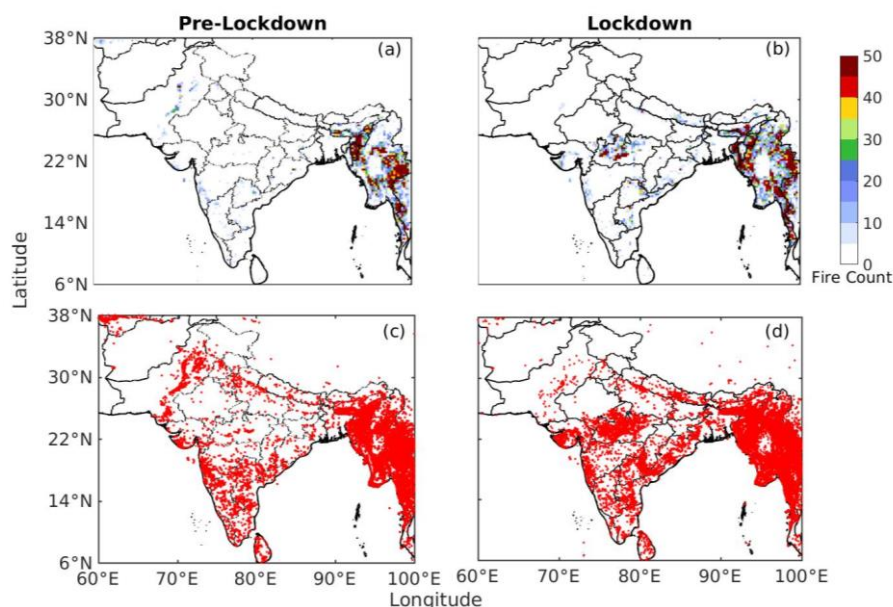 Pre-Lockdown
Lockdown
38°N
(a)
(b)
50
40
30
20
10
0
30°N
22°N
14°N
6°N
Fire Count
Latitude
38°N
(c)
(d)
30°N
22°N
14°N
6°N
60°E
70°E
80°E
90°E
100°E
60°E
70°E
80°E
90°E
100°E
Longitude